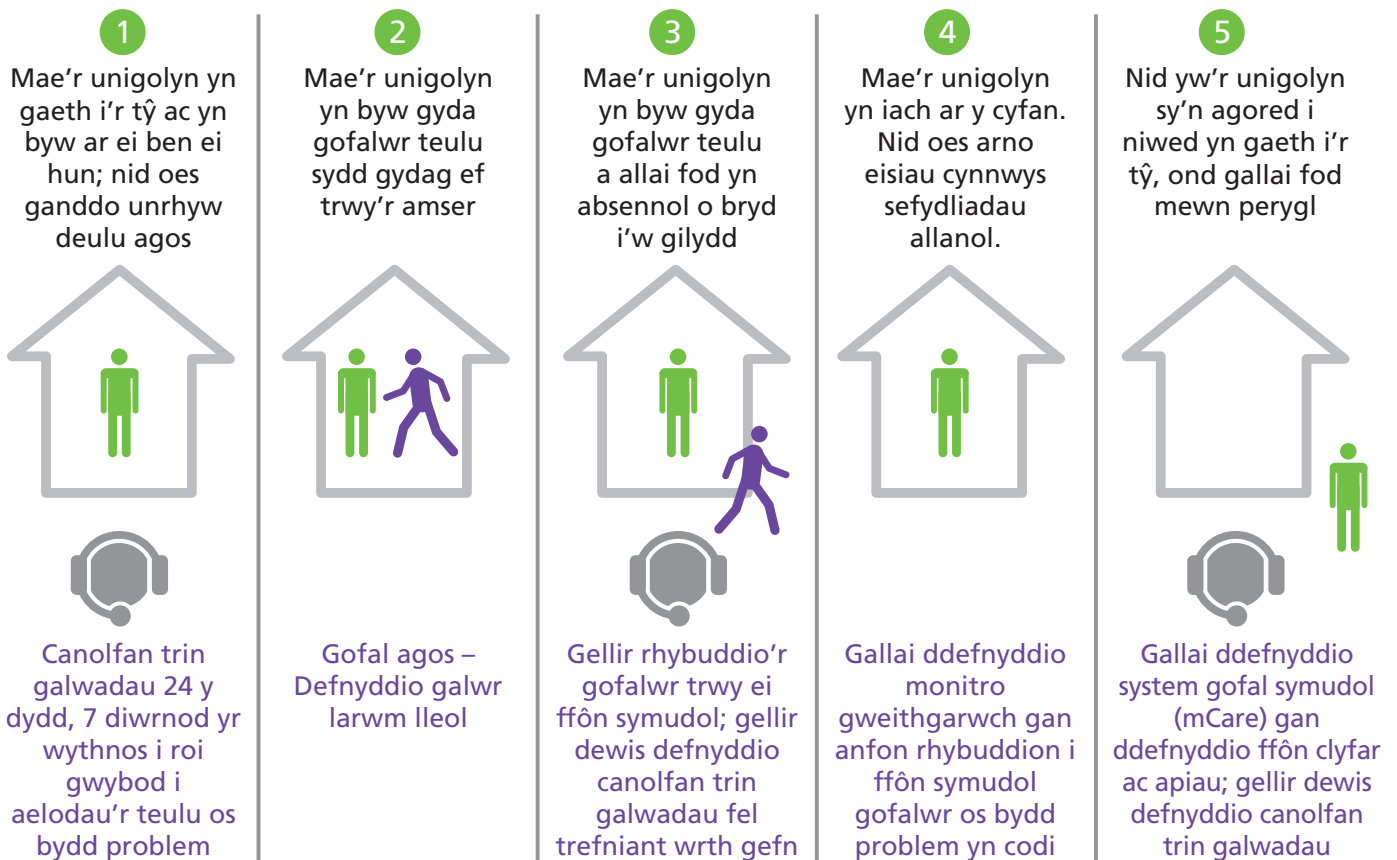 1
Mae'r unigolyn yn
gaeth i'r tŷ ac yn
byw ar ei ben ei
hun; nid oes
ganddo unrhyw
deulu agos
Canolfan trin
galwadau 24 y
dydd, 7 diwrnod yr
wythnos i roi
gwybod i
aelodau'r teulu os
bydd problem
2
Mae'r unigolyn
yn byw gyda
gofalwr teulu
sydd gydag ef
trwy'r amser
Gofal agos –
Defnyddio galwr
larwm lleol
3
Mae'r unigolyn
yn byw gyda
gofalwr teulu
a allai fod yn
absennol o bryd
i'w gilydd
Gellir rhybuddio'r
gofalwr trwy ei
ffôn symudol; gellir
dewis defnyddio
canolfan trin
galwadau fel
trefniant wrth gefn
4
Mae'r unigolyn
yn iach ar y cyfan.
Nid oes arno
eisiau cynnwys
sefydliadau
allanol.
Gallai ddefnyddio
monitro
gweithgarwch gan
anfon rhybuddion i
ffôn symudol
gofalwr os bydd
problem yn codi
5
Nid yw'r unigolyn
sy'n agored i
niwed yn gaeth i'r
tŷ, ond gallai fod
mewn perygl
Gallai ddefnyddio
system gofal symudol
(mCare) gan
ddefnyddio ffôn clyfar
ac apiau; gellir dewis
defnyddio canolfan
trin galwadau